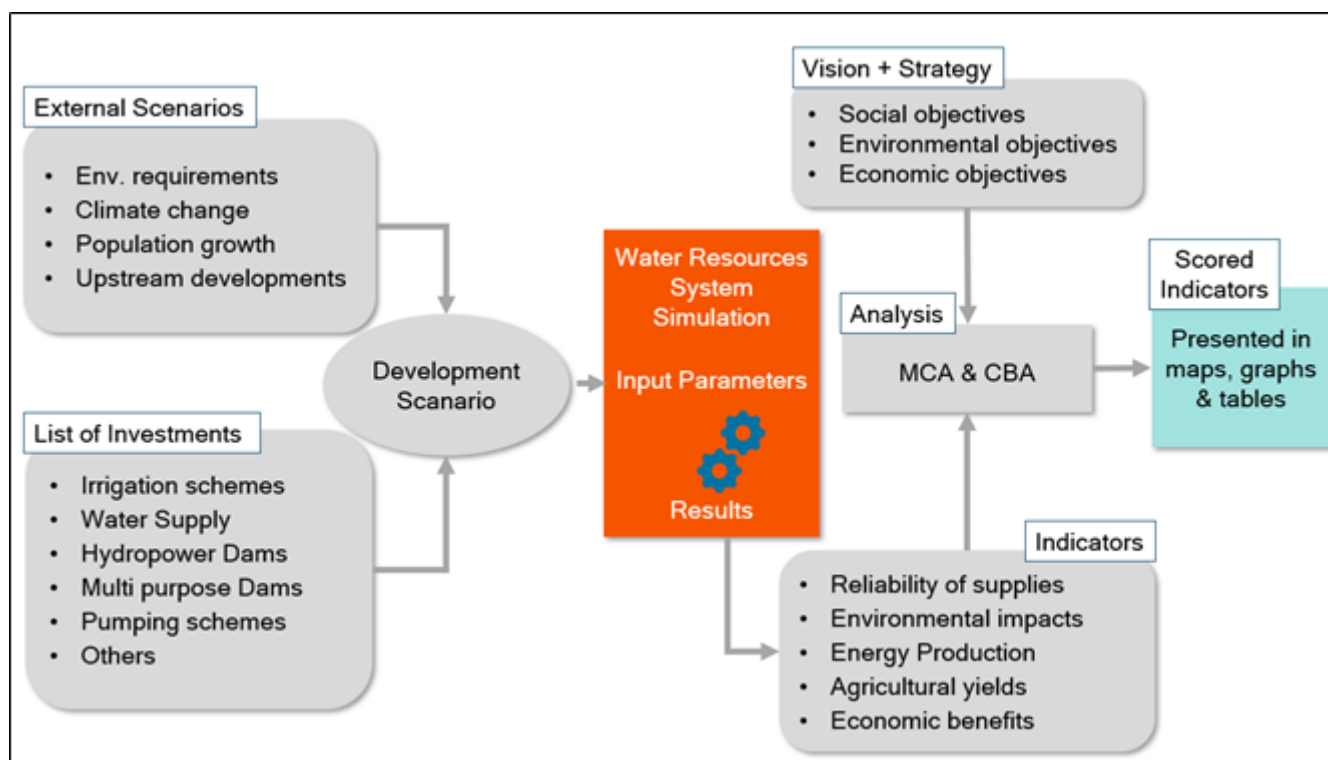 External Scenarios
• Env. requirements
• Climate change
• Population growth
• Upstream developments
List of Investments
• Irrigation schemes
• Water Supply
• Hydropower Dams
• Multi purpose Dams
• Pumping schemes
• Others
Development
Scanario
Water Resources
System
Simulation
Input Parameters
Results
Vision + Strategy
• Social objectives
• Environmental objectives
• Economic objectives
Analysis
MCA & CBA
Indicators
• Reliability of supplies
• Environmental impacts
• Energy Production
• Agricultural yields
• Economic benefits
Scored
Indicators
Presented in
maps, graphs
& tables